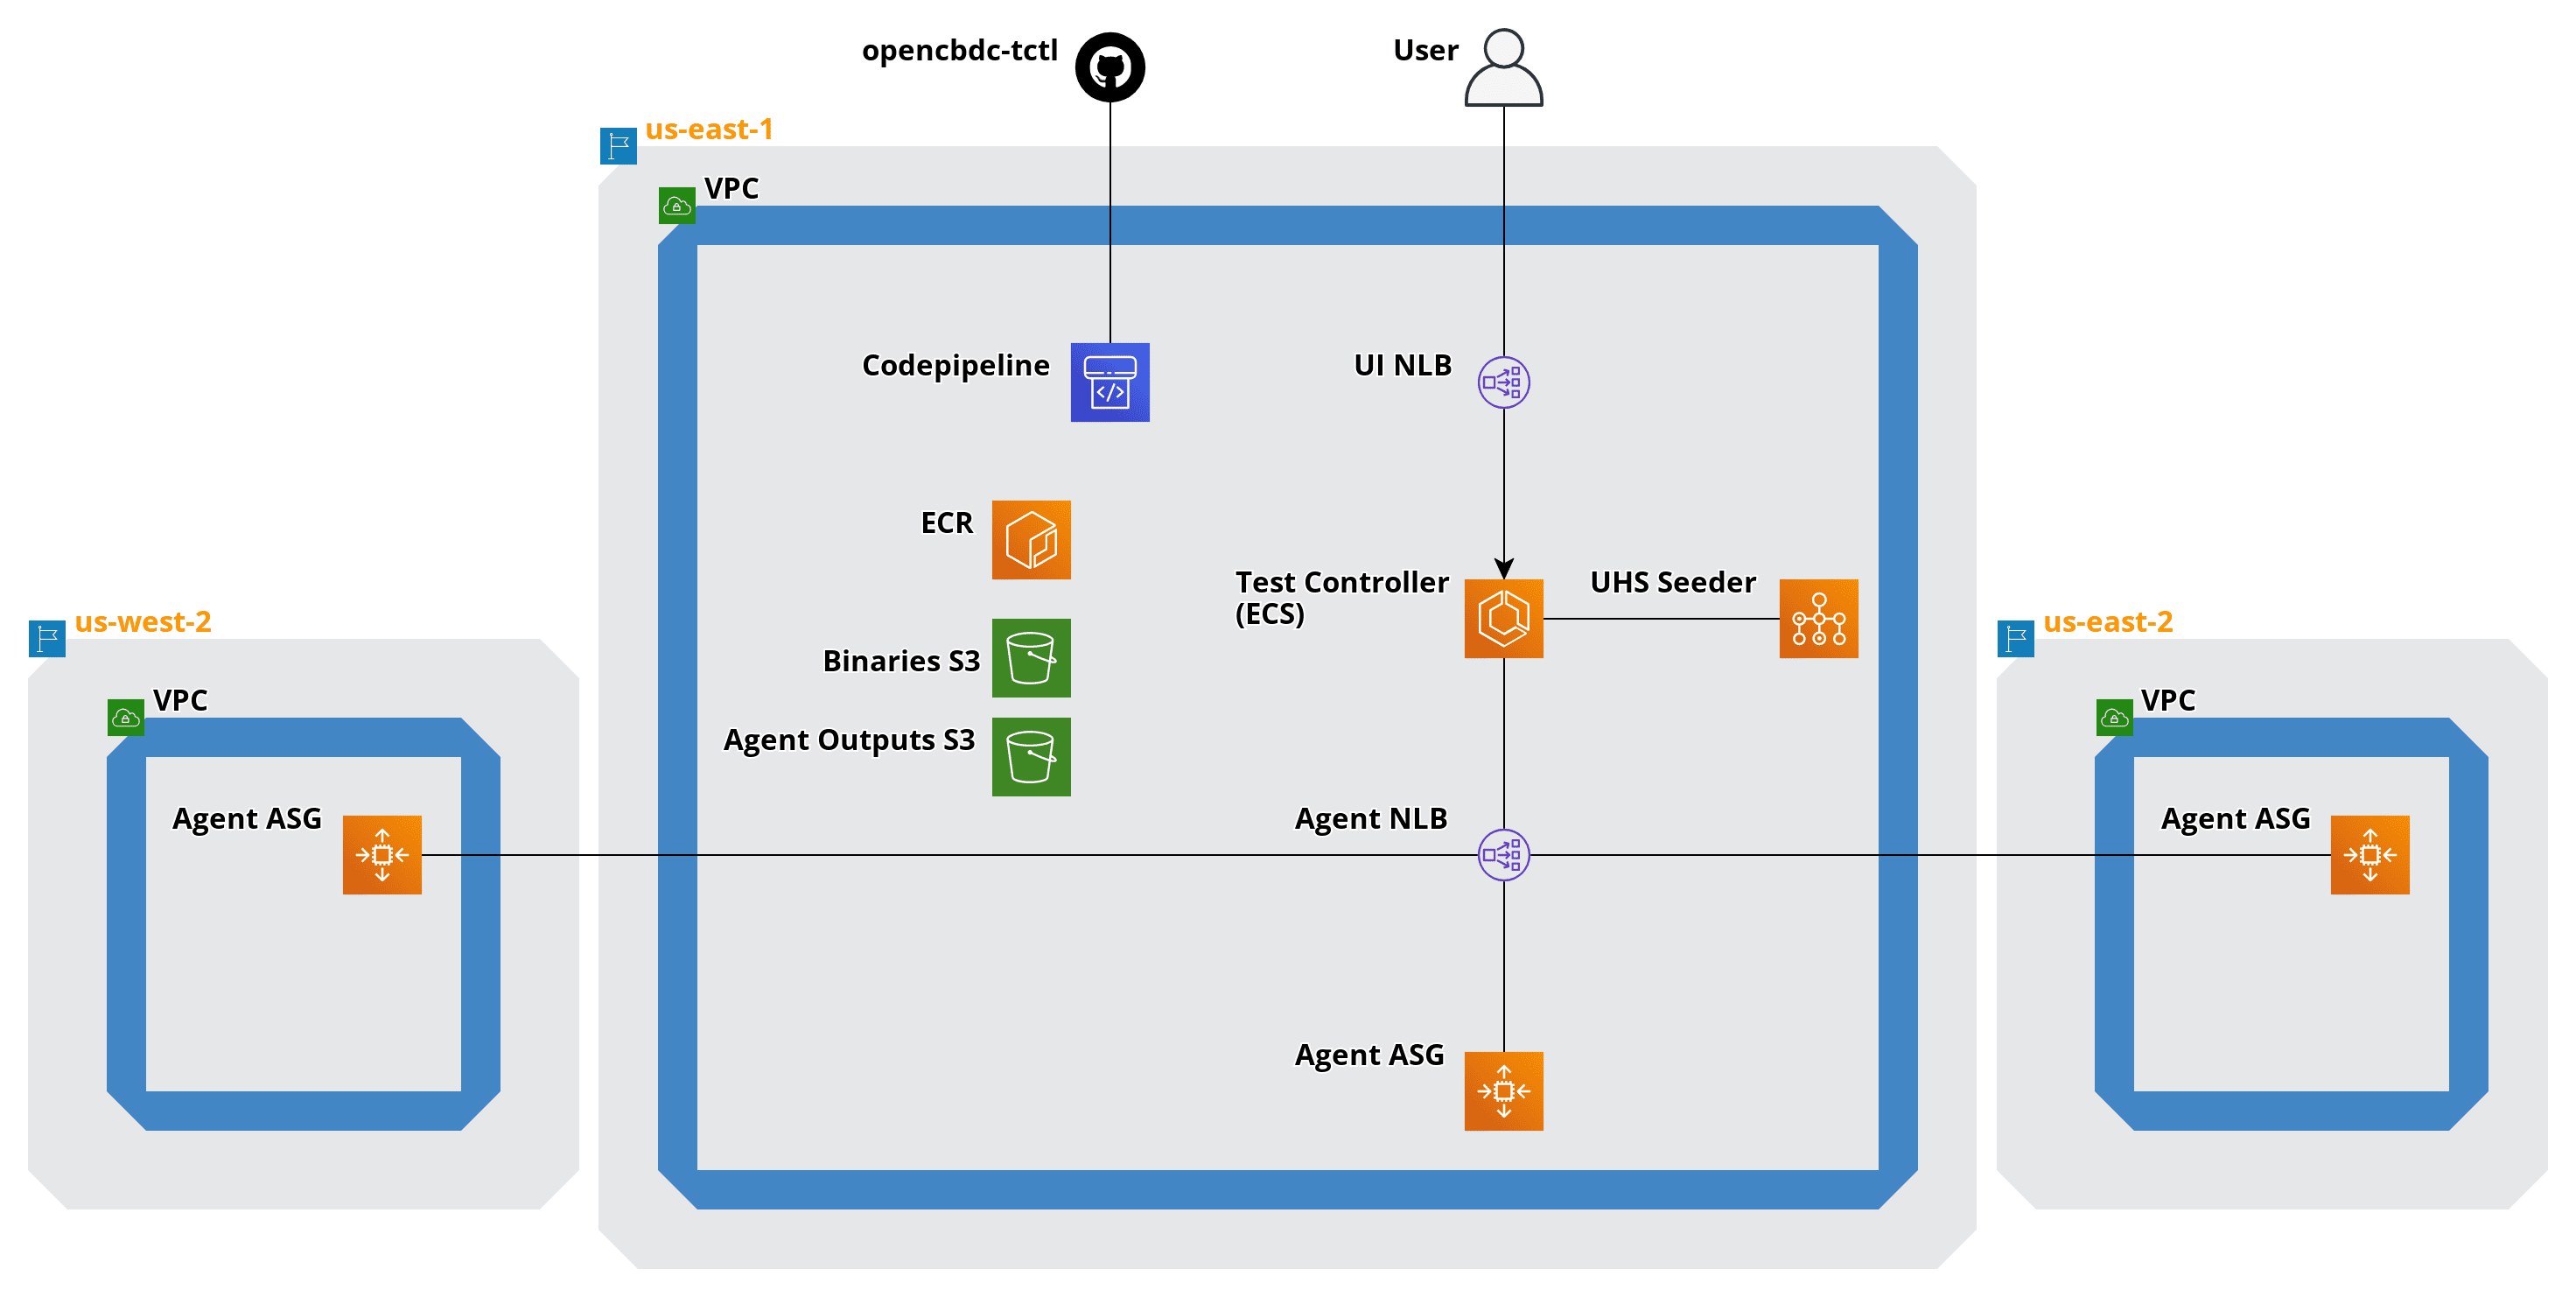 opencbdc-tctl
User
us-east-1
VPC
Codepipeline
UI NLB
ECR
Test Controller
(ECS)
UHS Seeder
Binaries S3
Agent Outputs S3
us-west-2
VPC
Agent ASG
Agent NLB
us-east-2
VPC
Agent ASG
Agent ASG